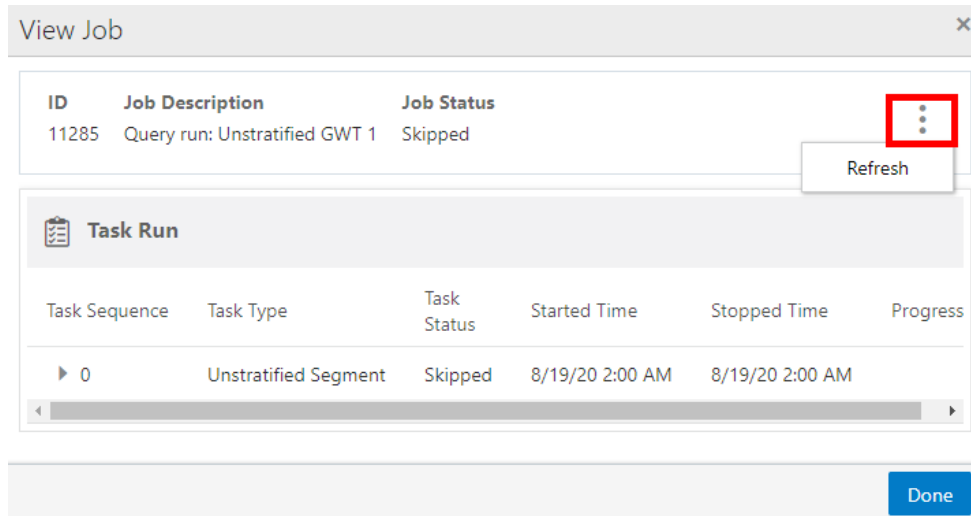 View Job
ID Job Description Job Status
11285 Query run: Unstratified GWT 1 Skipped
Refresh
Task Run
Task Sequence Task Type Task Status Started Time Stopped Time Progress
0 Unstratified Segment Skipped 8/19/20 2:00 AM 8/19/20 2:00 AM
Done